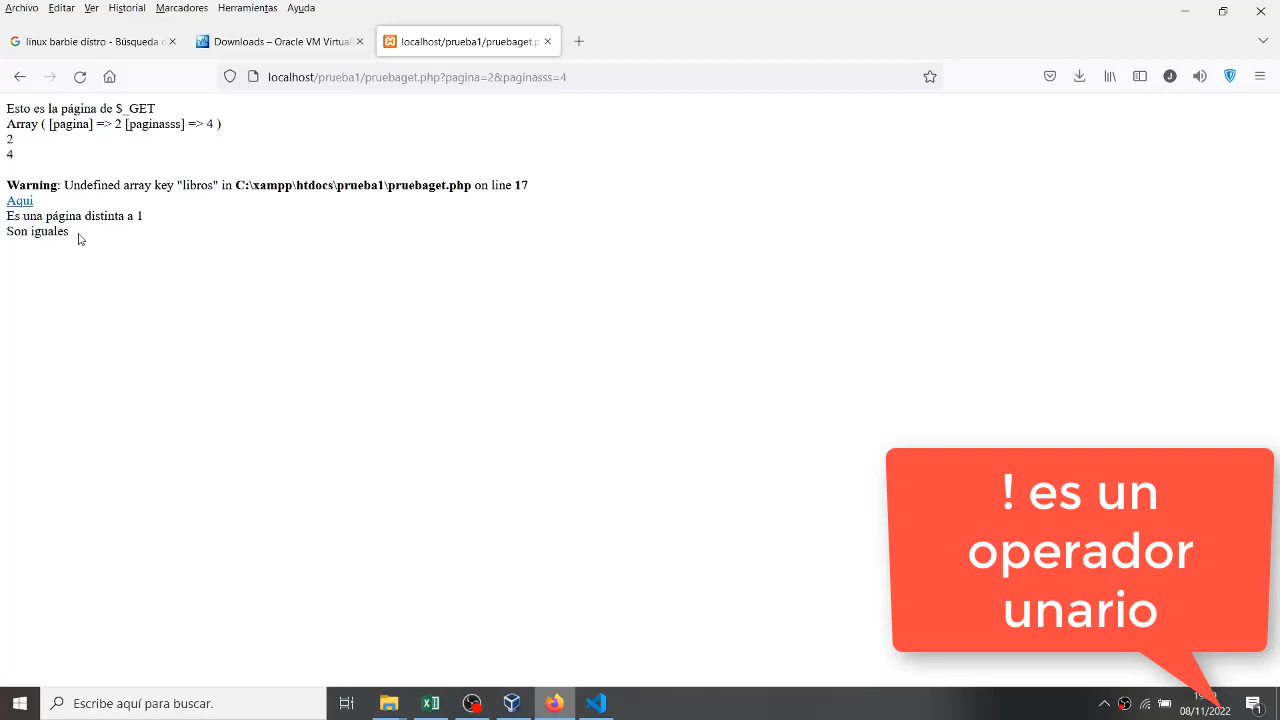 Archivo Editar Ver Historial Marcadores Herramientas Ayuda
linux barbie distro - Búsqueda d
Downloads – Oracle VM Virtual
localhost/prueba1/pruebaget.p
localhost/prueba1/pruebaget.php?pagina=2&paginasss=4
Esto es la página de $_GET
Array ( [pagina] => 2 [paginasss] => 4 )
2
4
Warning: Undefined array key "libros" in C:\xampp\htdocs\prueba1\pruebaget.php on line 17
Aqui
Es una página distinta a 1
Son iguales
! es un
operador
unario
Escribe aquí para buscar.
08/11/2022
1